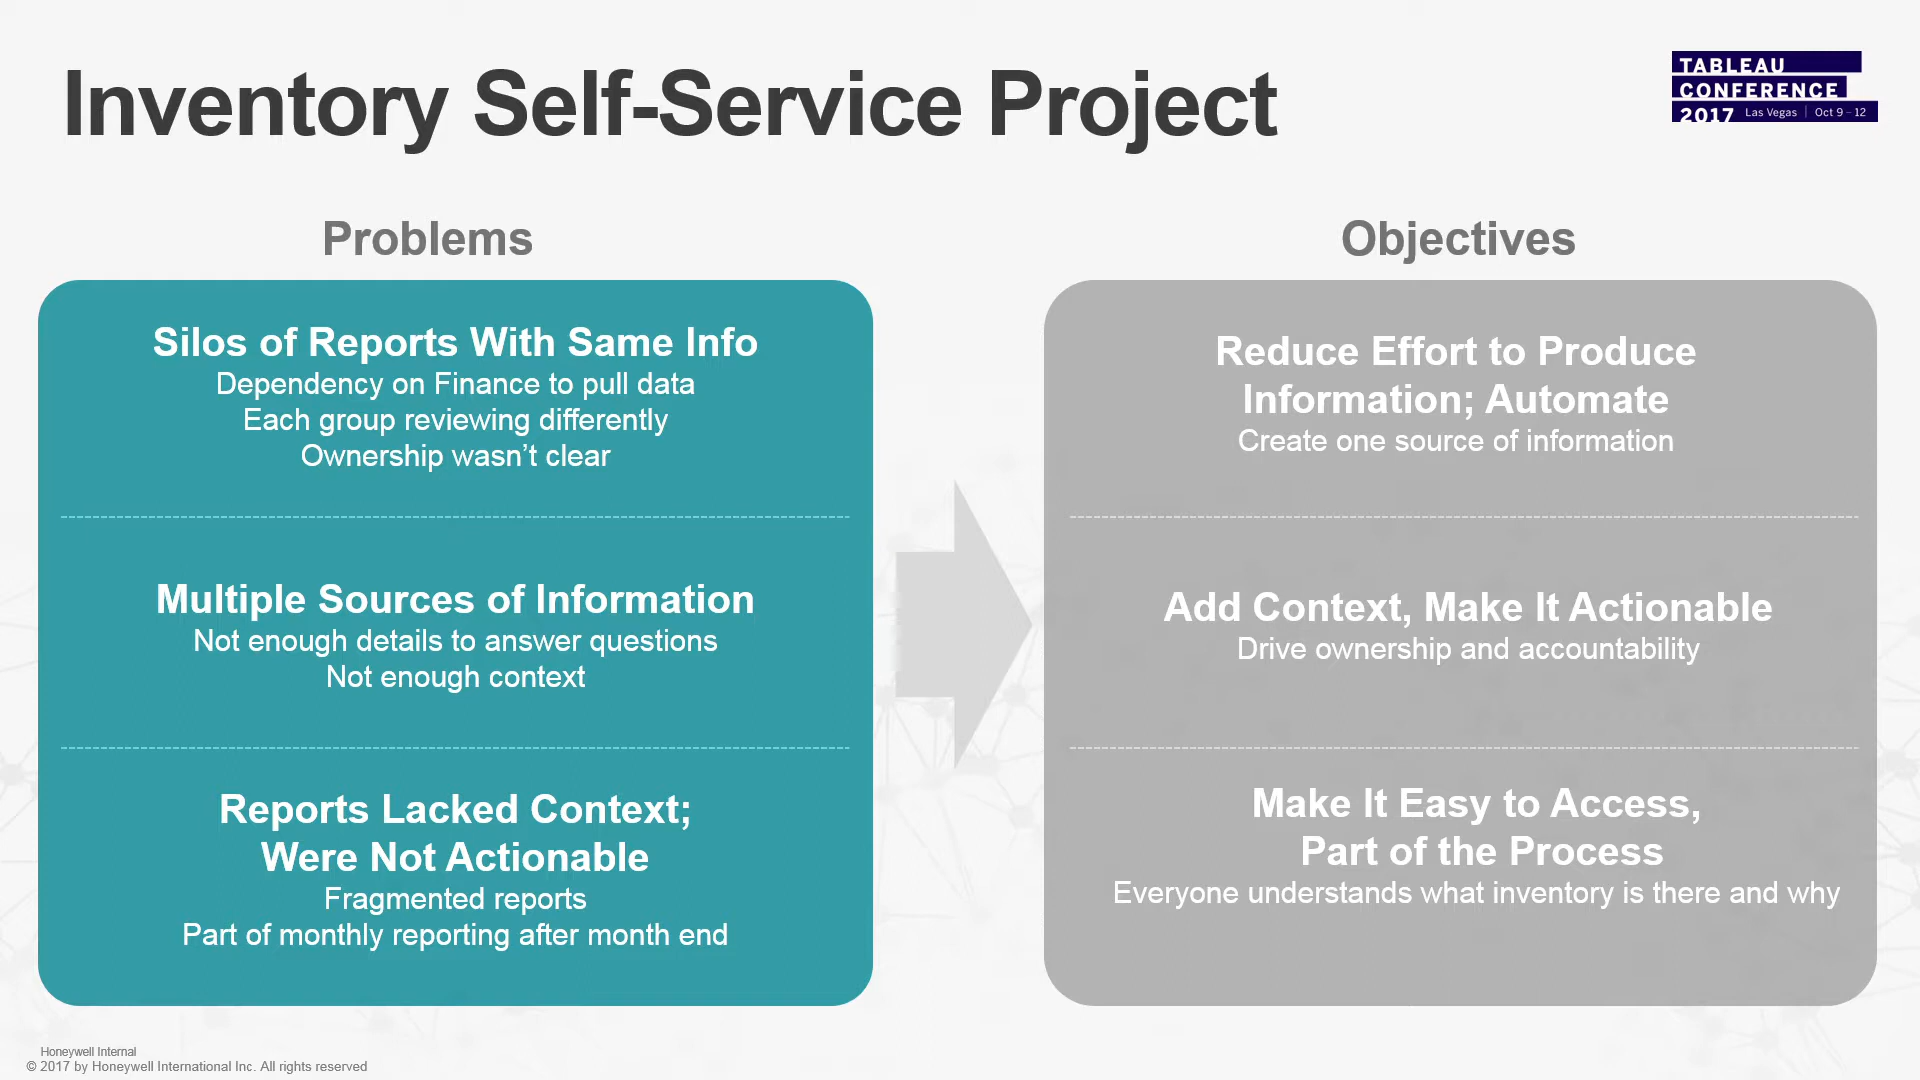 Inventory Self-Service Project
TABLEAU
CONFERENCE
2017 Las Vegas | Oct 9 – 12
Problems
Silos of Reports With Same Info
Dependency on Finance to pull data
Each group reviewing differently
Ownership wasn’t clear
Multiple Sources of Information
Not enough details to answer questions
Not enough context
Reports Lacked Context;
Were Not Actionable
Fragmented reports
Part of monthly reporting after month end
Objectives
Reduce Effort to Produce
Information; Automate
Create one source of information
Add Context, Make It Actionable
Drive ownership and accountability
Make It Easy to Access,
Part of the Process
Everyone understands what inventory is there and why
Honeywell Internal
© 2017 by Honeywell International Inc. All rights reserved